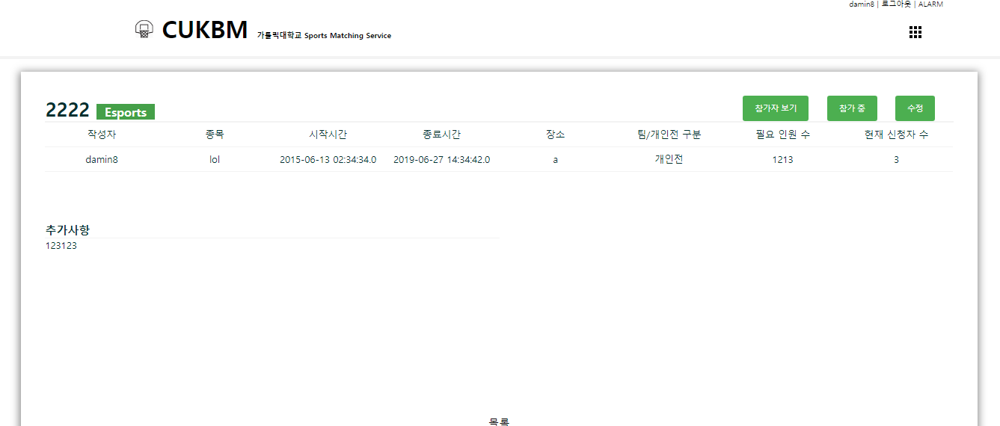 damin8 | 로그아웃 | ALARM
CUKBM 가톨릭대학교 Sports Matching Service
2222 Esports 참가자 보기 참가 중 수정
작성자 종목 시작시간 종료시간 장소 팀/개인전 구분 필요 인원 수 현재 신청자 수
damin8 lol 2015-06-13 02:34:34.0 2019-06-27 14:34:42.0 a 개인전 1213 3
추가사항
123123
목록